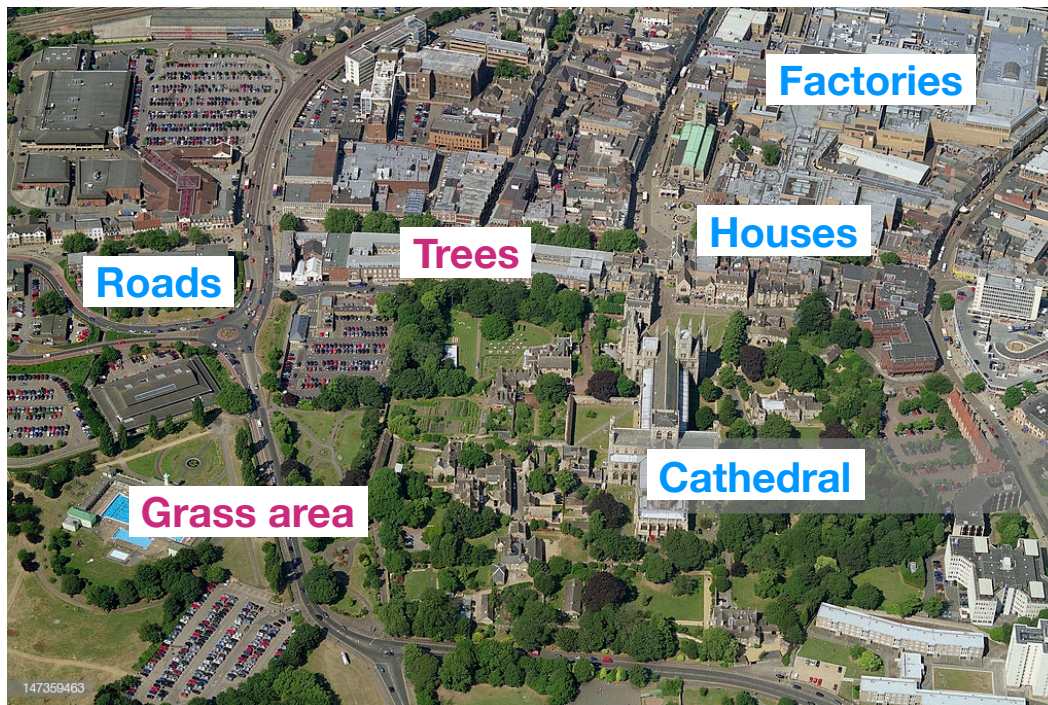 Factories
Houses
Trees
Roads
Cathedral
Grass area
147359463